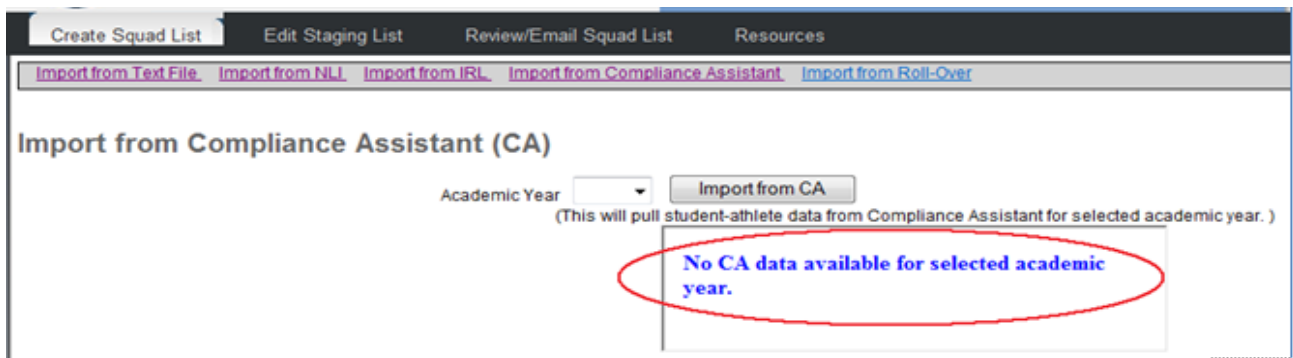 Create Squad List Edit Staging List Review/Email Squad List Resources
Import from Text File Import from NLI Import from IRL Import from Compliance Assistant Import from Roll-Over
Import from Compliance Assistant (CA)
Academic Year Import from CA
(This will pull student-athlete data from Compliance Assistant for selected academic year. )
No CA data available for selected academic
year.